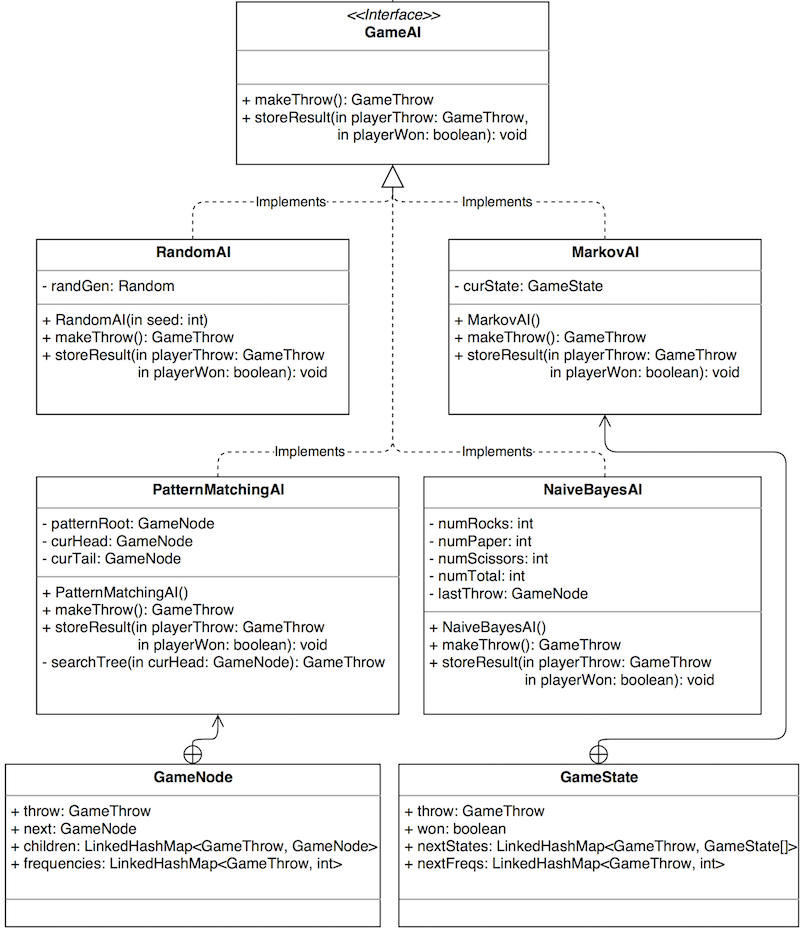 <<Interface>>
GameAI
+ makeThrow(): GameThrow
+ storeResult(in playerThrow: GameThrow,
in playerWon: boolean): void
Implements
Implements
RandomAI
- randGen: Random
+ RandomAI(in seed: int)
+ makeThrow(): GameThrow
+ storeResult(in playerThrow: GameThrow
in playerWon: boolean): void
MarkovAI
- curState: GameState
+ MarkovAI()
+ makeThrow(): GameThrow
+ storeResult(in playerThrow: GameThrow
in playerWon: boolean): void
Implements
Implements
PatternMatchingAI
- patternRoot: GameNode
- curHead: GameNode
- curTail: GameNode
+ PatternMatchingAI()
+ makeThrow(): GameThrow
+ storeResult(in playerThrow: GameThrow
in playerWon: boolean): void
- searchTree(in curHead: GameNode): GameThrow
NaiveBayesAI
- numRocks: int
- numPaper: int
- numScissors: int
- numTotal: int
- lastThrow: GameNode
+ NaiveBayesAI()
+ makeThrow(): GameThrow
+ storeResult(in playerThrow: GameThrow
in playerWon: boolean): void
GameNode
+ throw: GameThrow
+ next: GameNode
+ children: LinkedHashMap<GameThrow, GameNode>
+ frequencies: LinkedHashMap<GameThrow, int>
GameState
+ throw: GameThrow
+ won: boolean
+ nextStates: LinkedHashMap<GameThrow, GameState[]>
+ nextFreqs: LinkedHashMap<GameThrow, int>